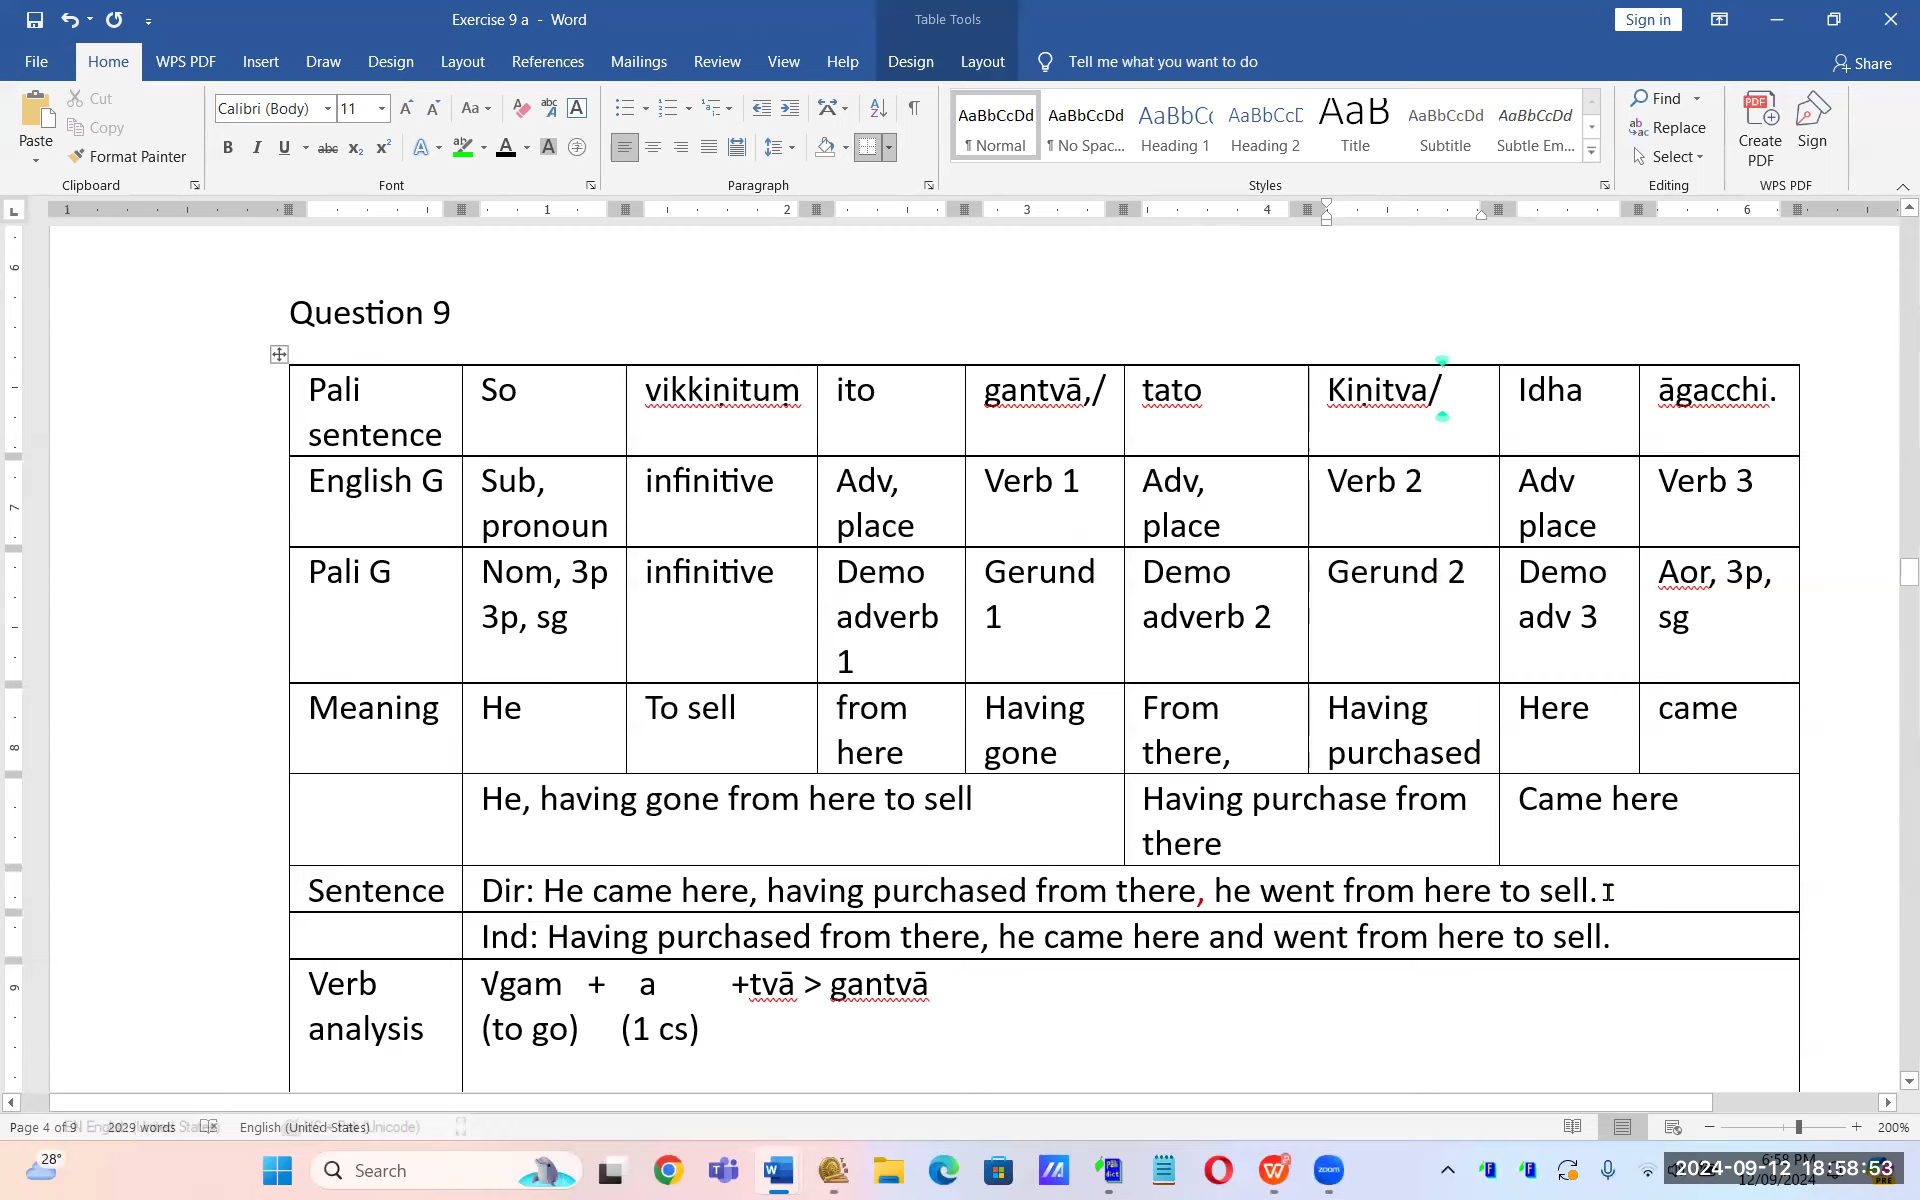 Exercise 9 a - Word
Table Tools
Sign in
File Home WPS PDF Insert Draw Design Layout References Mailings Review View Help Design Layout Tell me what you want to do Share
Paste Cut Copy Format Painter
Calibri (Body) 11
AaBbCcDd AaBbCcDd AaBbCc AaBbCcD AaB AaBbCcD AaBbCcDd
¶ Normal ¶ No Spac... Heading 1 Heading 2 Title Subtitle Subtle Em...
Find Replace Select
Create PDF Sign
Clipboard Font Paragraph Styles Editing WPS PDF
Question 9
Pali sentence So vikkiṇituṃ ito gantvā,/ tato Kiṇitva/ Idha āgacchi.
English G Sub, pronoun infinitive Adv, place Verb 1 Adv, place Verb 2 Adv place Verb 3
Pali G Nom, 3p 3p, sg infinitive Demo adverb 1 Gerund 1 Demo adverb 2 Gerund 2 Demo adv 3 Aor, 3p, sg
Meaning He To sell from here Having gone From there, Having purchased Here came
He, having gone from here to sell Having purchase from there Came here
Sentence Dir: He came here, having purchased from there, he went from here to sell.
Ind: Having purchased from there, he came here and went from here to sell.
Verb analysis √gam + a +tvā > gantvā
(to go) (1 cs)
Page 4 of 9 2029 words English (United States) 200%
28° Search
2024-09-12 18:58:53
12/09/2024